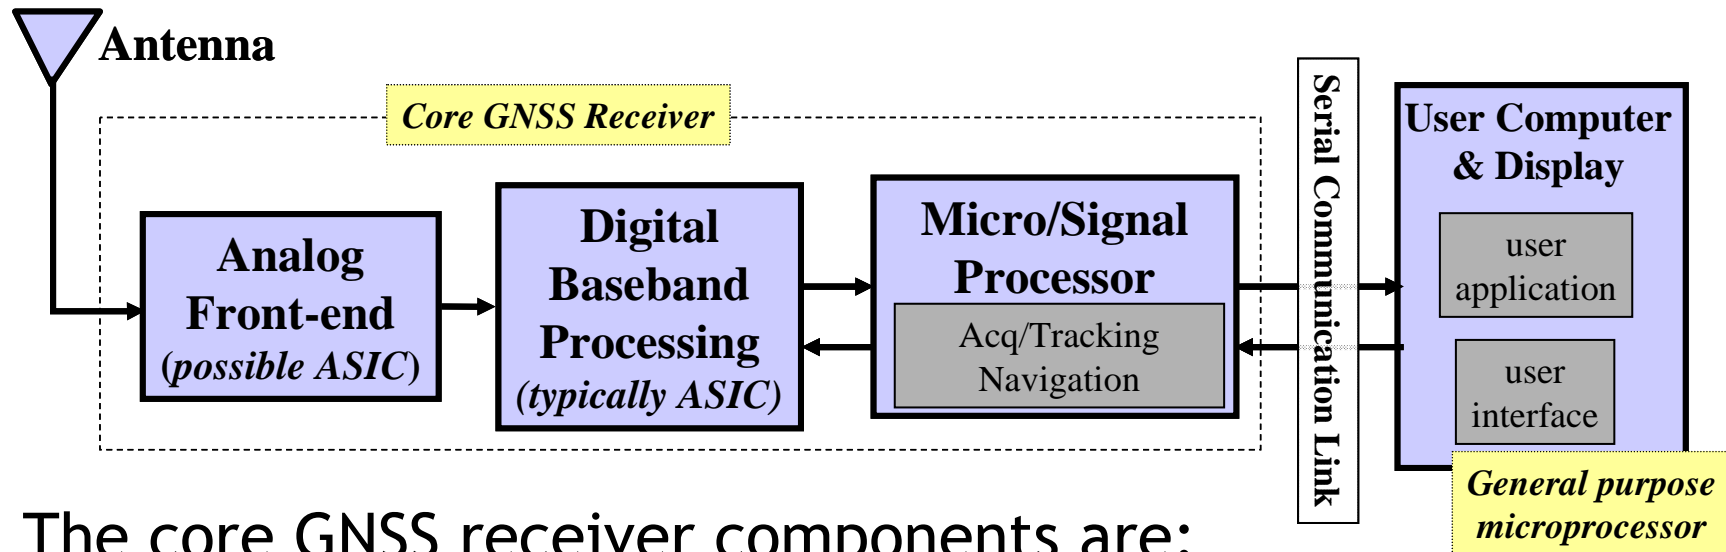 Antenna
Core GNSS Receiver
Analog
Front-end
(possible ASIC)
Digital
Baseband
Processing
(typically ASIC)
Micro/Signal
Processor
Acq/Tracking
Navigation
Serial Communication Link
User Computer
& Display
user
application
user
interface
General purpose
microprocessor
The core GNSS receiver components are: